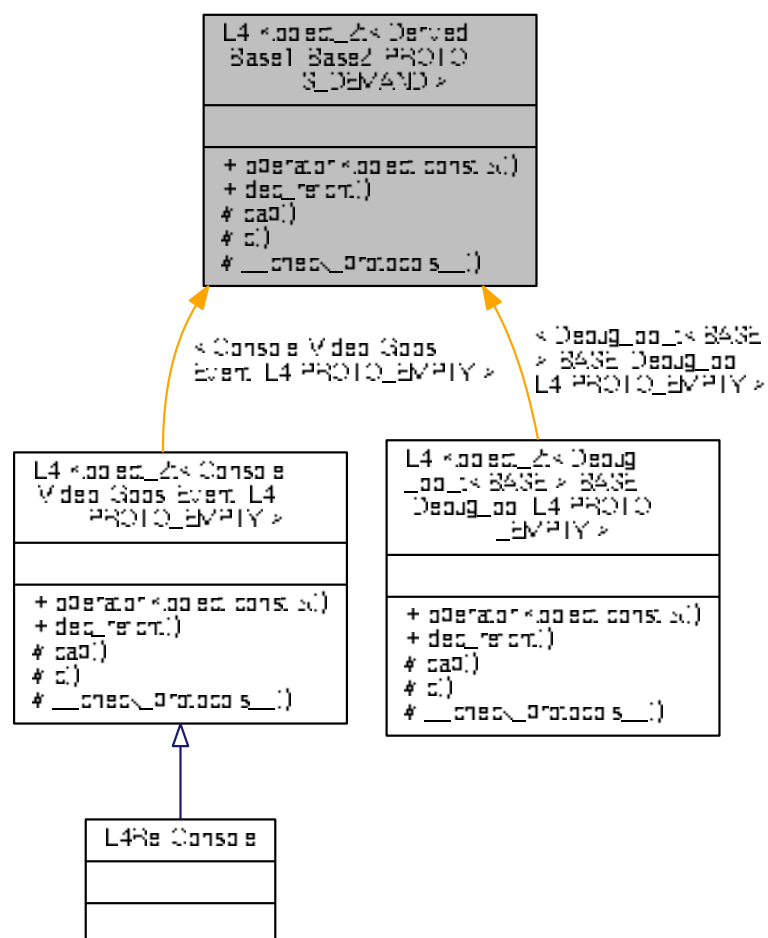 L4 Kobject_2t< Derived
Base1 Base2 PROTO
S_DEMAND >
+ operator Kobject const &()
+ dec_refcnt()
# cap()
# c()
# __check_protocols__()
< Console Video Goos
Event L4 PROTO_EMPTY >
< Debug_obj_t< BASE
> BASE Debug_obj
L4 PROTO_EMPTY >
L4 Kobject_2t< Console
Video Goos Event L4
PROTO_EMPTY >
+ operator Kobject const &()
+ dec_refcnt()
# cap()
# c()
# __check_protocols__()
L4 Kobject_2t< Debug
_obj_t< BASE > BASE
Debug_obj L4 PROTO
_EMPTY >
+ operator Kobject const &()
+ dec_refcnt()
# cap()
# c()
# __check_protocols__()
L4Re Console